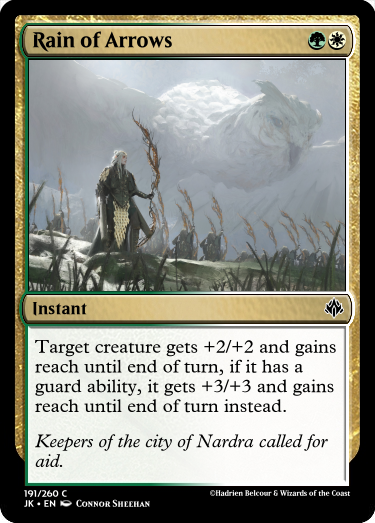 Rain of Arrows
Instant
Target creature gets +2/+2 and gains
reach until end of turn, if it has a
guard ability, it gets +3/+3 and gains
reach until end of turn instead.
Keepers of the city of Nardra called for
aid.
191/260 C
JK • EN Connor Sheehan
©Hadrien Belcour & Wizards of the Coast